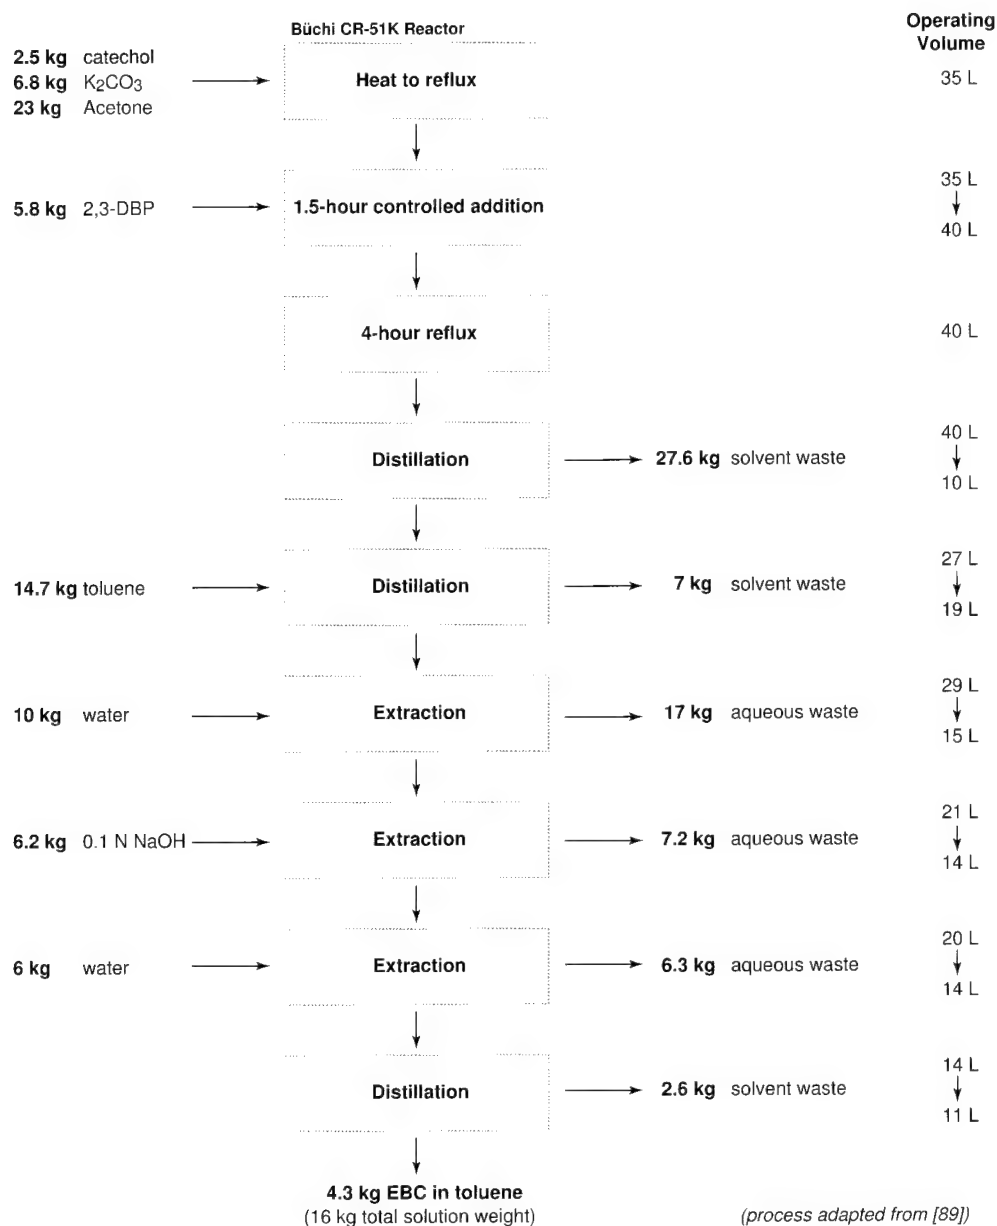 Büchi CR-51K Reactor
Operating
Volume
2.5 kg catechol
6.8 kg K₂CO₃
23 kg Acetone
Heat to reflux
35 L
5.8 kg 2,3-DBP
1.5-hour controlled addition
35 L
40 L
4-hour reflux
40 L
Distillation
27.6 kg solvent waste
40 L
10 L
14.7 kg toluene
Distillation
7 kg solvent waste
27 L
19 L
10 kg water
Extraction
17 kg aqueous waste
29 L
15 L
6.2 kg 0.1 N NaOH
Extraction
7.2 kg aqueous waste
21 L
14 L
6 kg water
Extraction
6.3 kg aqueous waste
20 L
14 L
Distillation
2.6 kg solvent waste
14 L
11 L
4.3 kg EBC in toluene
(16 kg total solution weight)
(process adapted from [89])